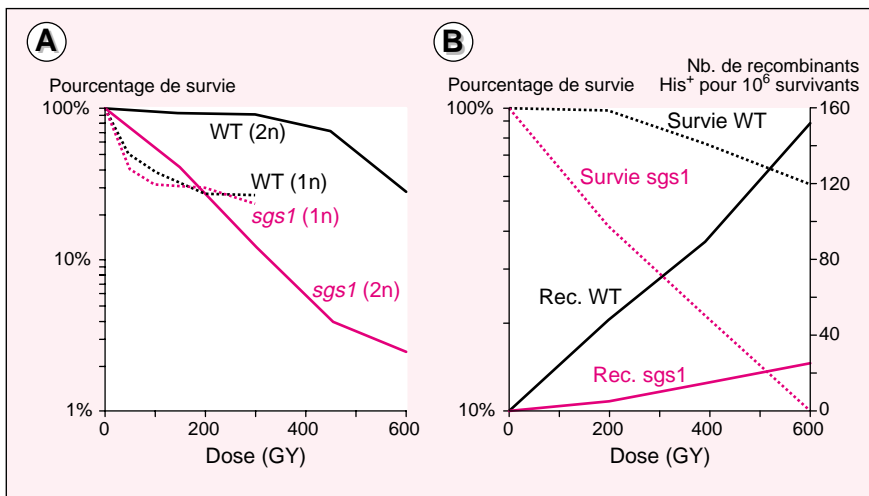 A
Pourcentage de survie
100%
10%
1%
WT (2n)
WT (1n)
sgs1 (1n)
sgs1 (2n)
0
200
400
600
Dose (GY)
B
Pourcentage de survie
Nb. de recombinants
His+ pour 10⁶ survivants
100%
10%
160
120
80
60
40
20
0
Survie WT
Survie sgs1
Rec. WT
Rec. sgs1
0
200
400
600
Dose (GY)